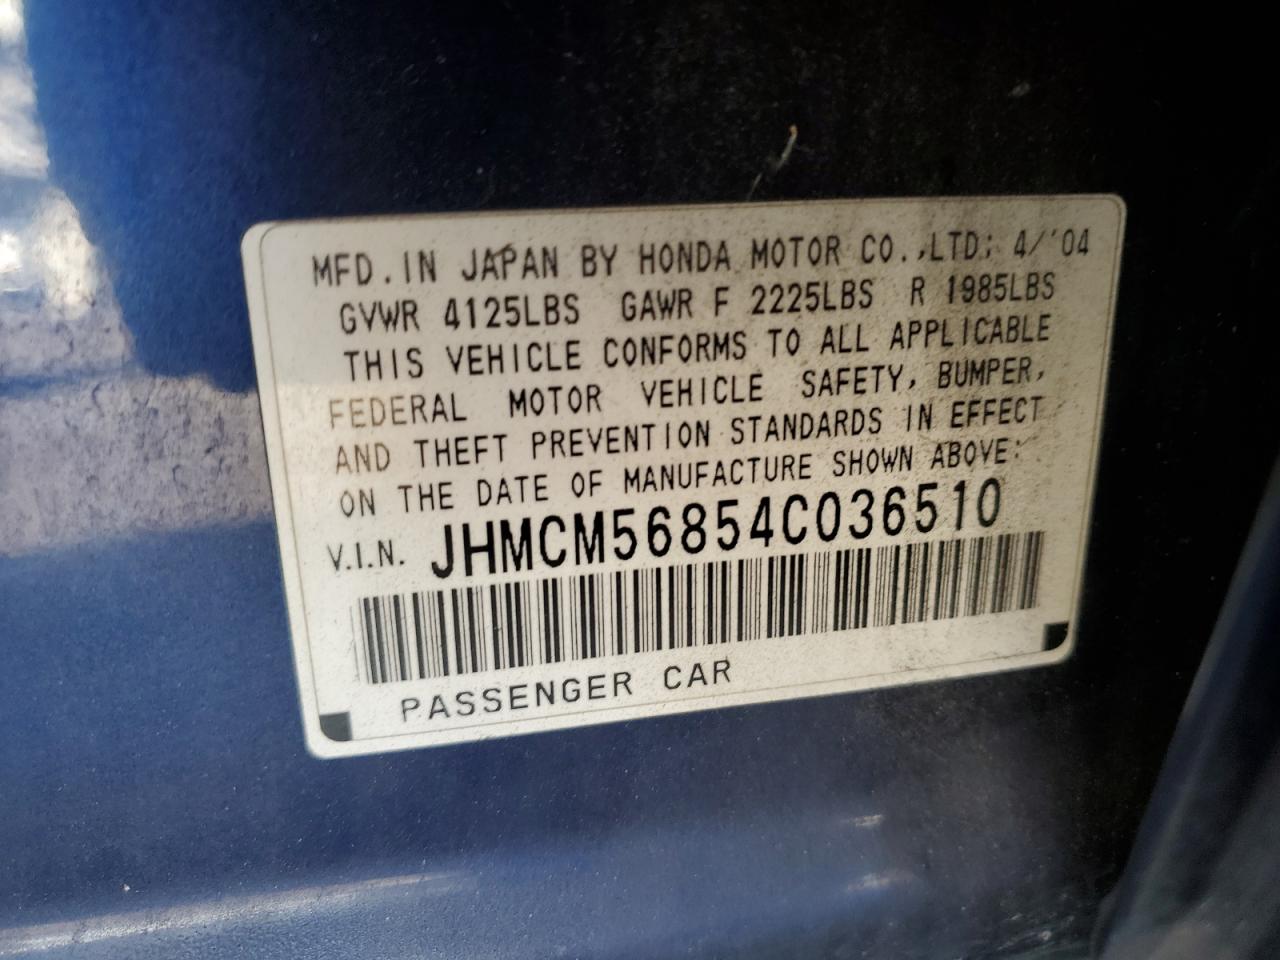 MFD. IN JAPAN BY HONDA MOTOR CO., LTD; 4/'04
GVWR 4125LBS GAWR F 2225LBS R 1985LBS
THIS VEHICLE CONFORMS TO ALL APPLICABLE
FEDERAL MOTOR VEHICLE SAFETY, BUMPER,
AND THEFT PREVENTION STANDARDS IN EFFECT
ON THE DATE OF MANUFACTURE SHOWN ABOVE:
V.I.N. JHMCM56854C036510
PASSENGER CAR